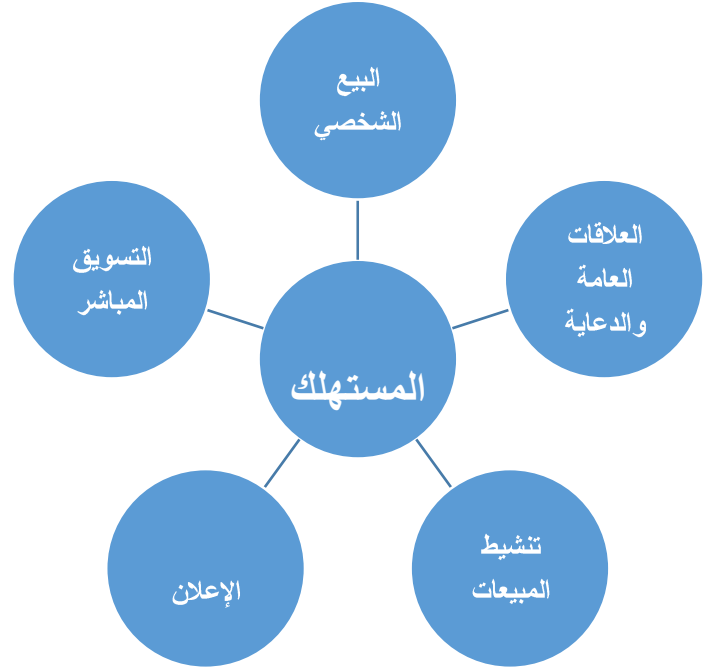 البيع
الشخصي
العلاقات
العامة
والدعاية
التسويق
المباشر
المستهلك
تنشيط
المبيعات
الإعلان